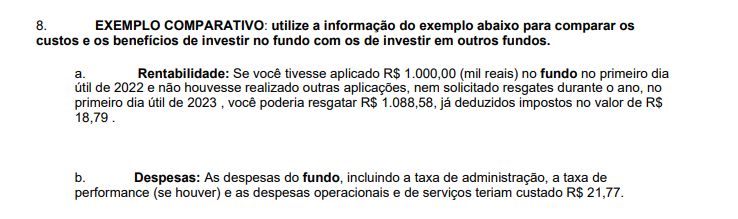 8. EXEMPLO COMPARATIVO: utilize a informação do exemplo abaixo para comparar os
custos e os benefícios de investir no fundo com os de investir em outros fundos.
a. Rentabilidade: Se você tivesse aplicado R$ 1.000,00 (mil reais) no fundo no primeiro dia
útil de 2022 e não houvesse realizado outras aplicações, nem solicitado resgates durante o ano, no
primeiro dia útil de 2023 , você poderia resgatar R$ 1.088,58, já deduzidos impostos no valor de R$
18,79 .
b. Despesas: As despesas do fundo, incluindo a taxa de administração, a taxa de
performance (se houver) e as despesas operacionais e de serviços teriam custado R$ 21,77.